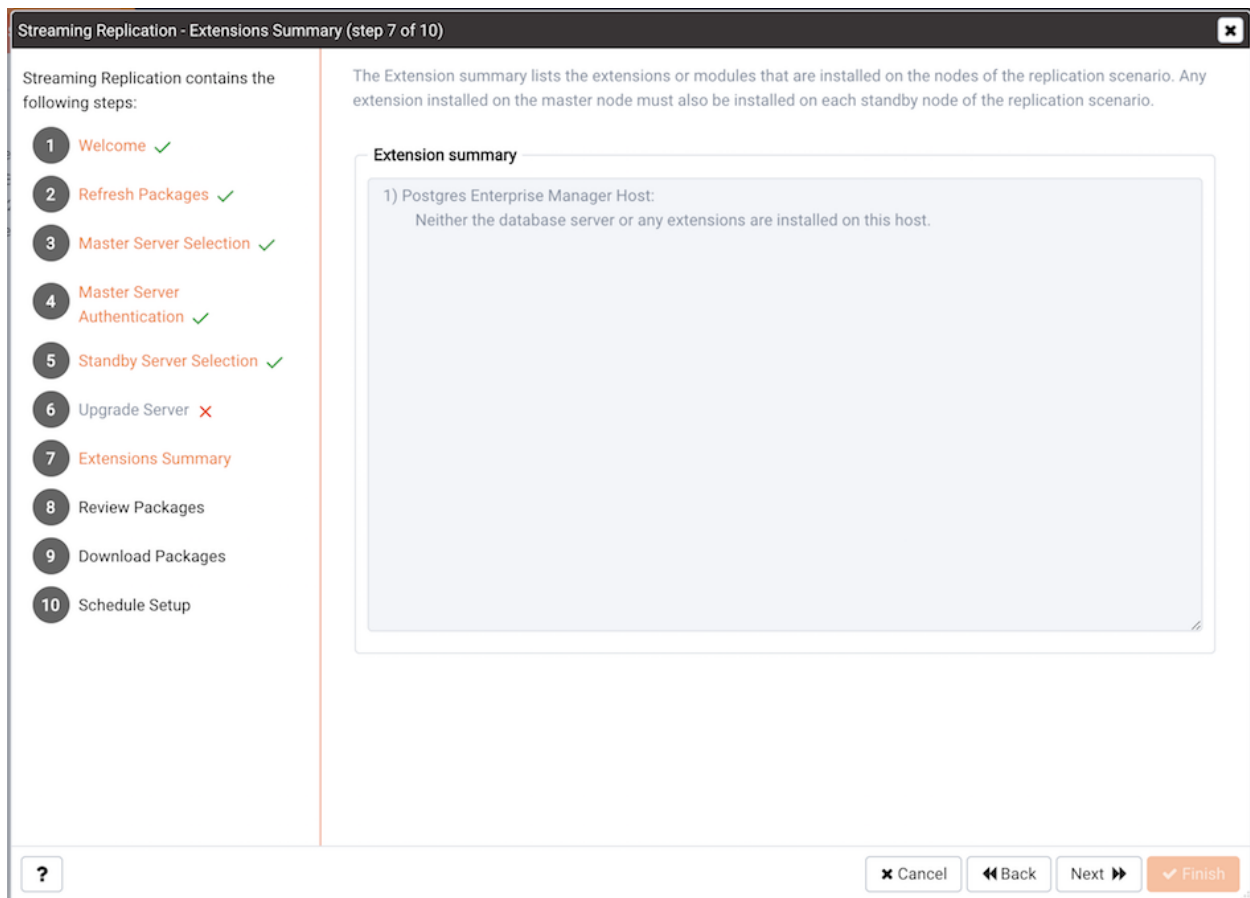 Streaming Replication - Extensions Summary (step 7 of 10)
Streaming Replication contains the
following steps:
1 Welcome
2 Refresh Packages
3 Master Server Selection
4 Master Server
Authentication
5 Standby Server Selection
6 Upgrade Server
7 Extensions Summary
8 Review Packages
9 Download Packages
10 Schedule Setup
The Extension summary lists the extensions or modules that are installed on the nodes of the replication scenario. Any
extension installed on the master node must also be installed on each standby node of the replication scenario.
Extension summary
1) Postgres Enterprise Manager Host:
Neither the database server or any extensions are installed on this host.
?
Cancel
Back
Next
Finish